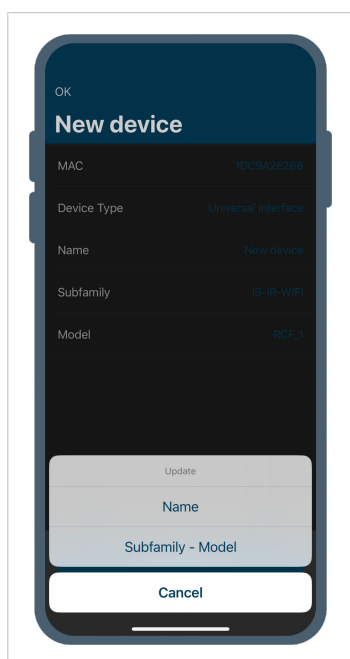 OK
New device
MAC 1DC9A2E2B8
Device Type Universal interface
Name New device
Subfamily IS-IR-WIFI
Model RCF_1
Update
Name
Subfamily - Model
Cancel